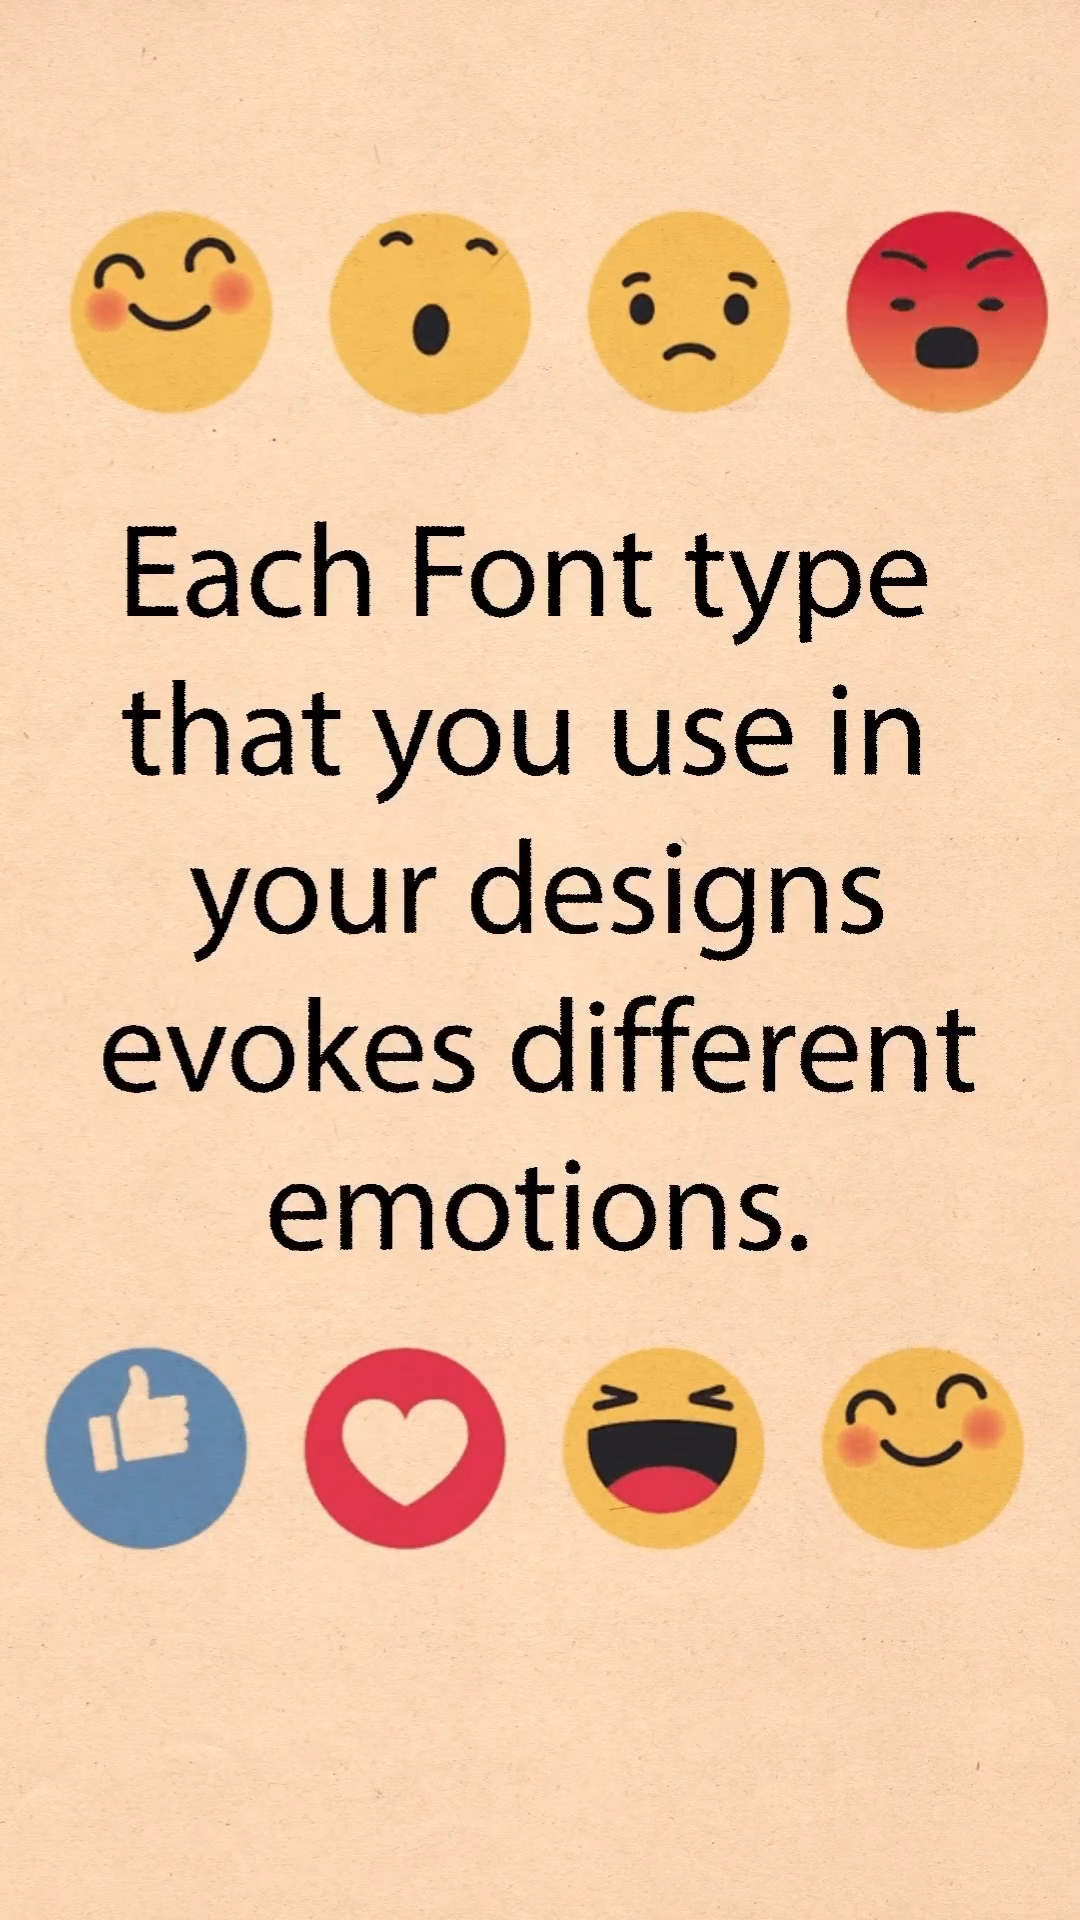 Each Font type
that you use in
your designs
evokes different
emotions.